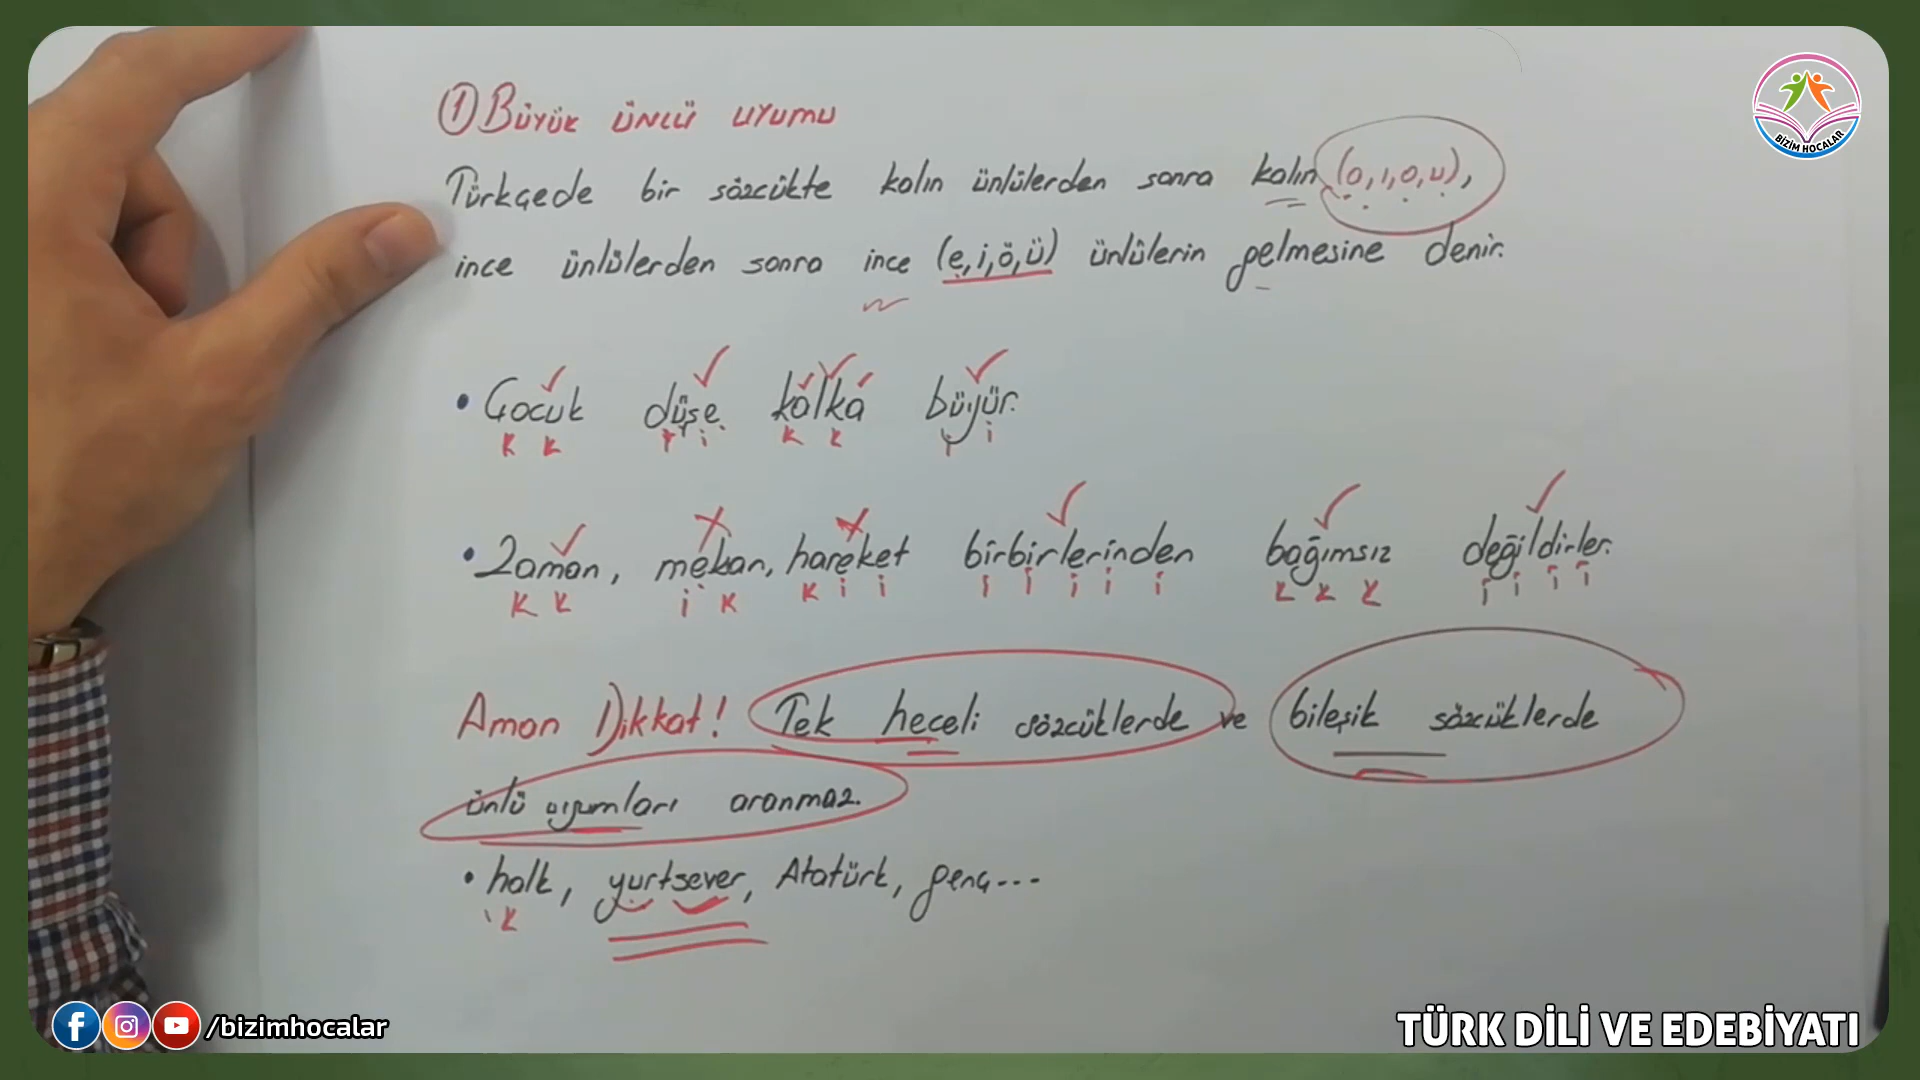 ① BÜYÜK ÜNLÜ UYUMU
Türkçede bir sözcükte kalın ünlülerden sonra kalın (a, ı, o, u),
ince ünlülerden sonra ince (e, i, ö, ü) ünlülerin gelmesine denir.
• Çocuk düşe kalka büyür.
K K İ i K K İ i
• Zaman, mekan, hareket birbirlerinden bağımsız değildirler.
K K i K K i i i i i i i K K K i i i i
Aman Dikkat! Tek heceli sözcüklerde ve bileşik sözcüklerde
ünlü uyumları aranmaz.
• halk, yurtsever, Atatürk, genç...
K
BİZİM HOCALAR
/bizimhocalar
TÜRK DİLİ VE EDEBİYATI